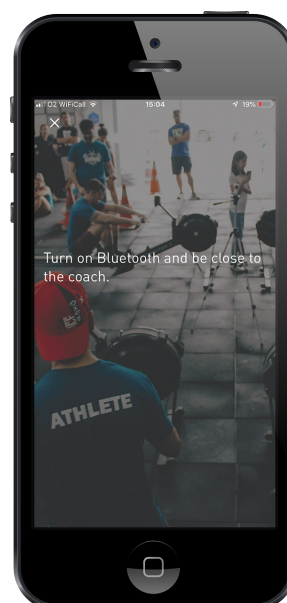 O2 WiFiCall 15:04 19%
Turn on Bluetooth and be close to
the coach.
ATHLETE